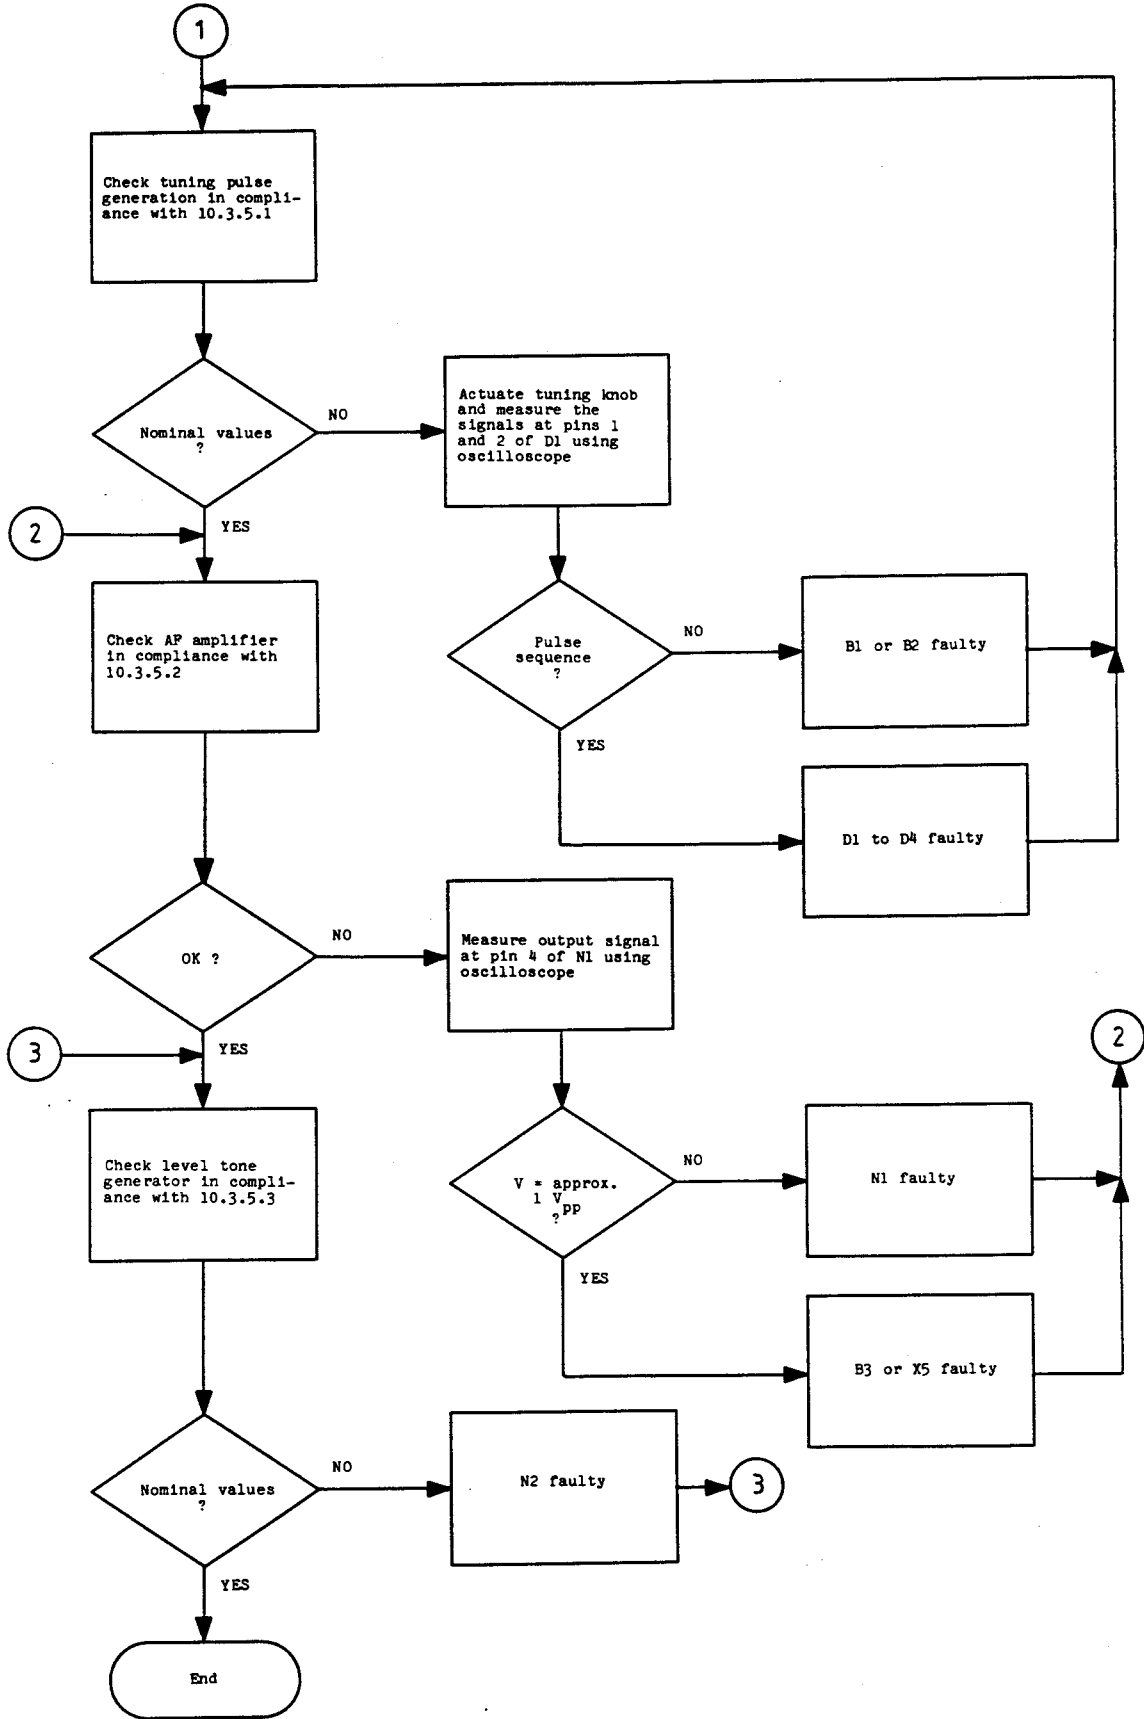 1
Check tuning pulse
generation in compli-
ance with 10.3.5.1
Nominal values
?
NO
Actuate tuning knob
and measure the
signals at pins 1
and 2 of D1 using
oscilloscope
YES
2
Check AF amplifier
in compliance with
10.3.5.2
Pulse
sequence
?
NO
B1 or B2 faulty
YES
D1 to D4 faulty
OK ?
NO
Measure output signal
at pin 4 of N1 using
oscilloscope
YES
3
2
Check level tone
generator in compli-
ance with 10.3.5.3
V = approx.
1 Vpp
?
NO
N1 faulty
YES
B3 or X5 faulty
Nominal values
?
NO
N2 faulty
3
YES
End